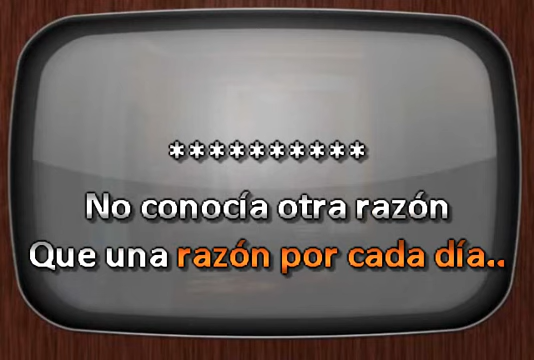 **********
No conocía otra razón
Que una razón por cada día..